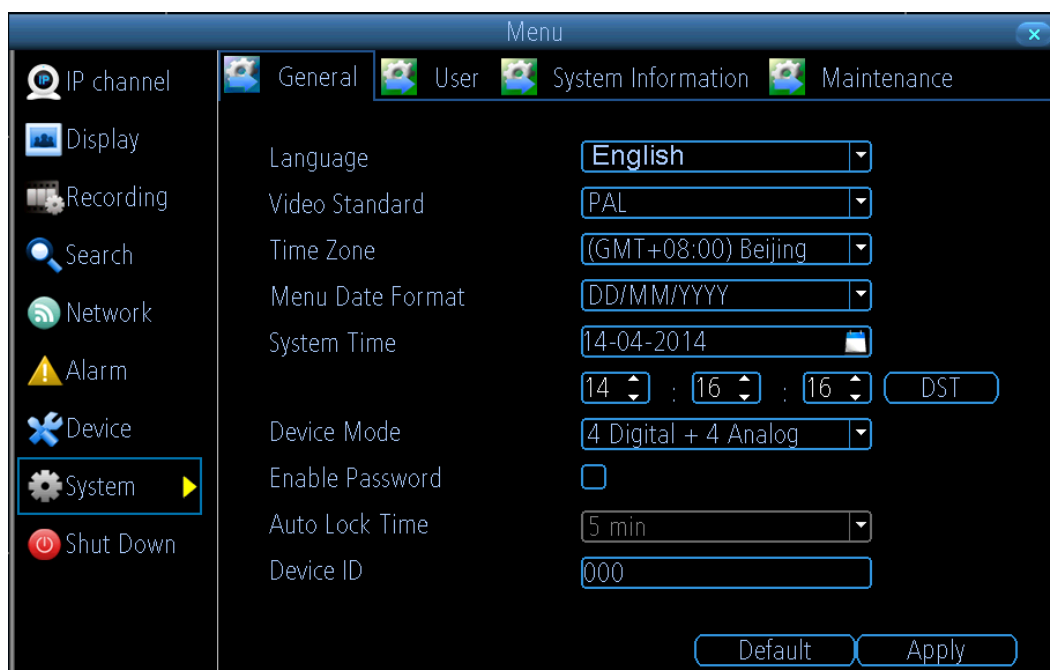 Menu
IP channel
Display
Recording
Search
Network
Alarm
Device
System
Shut Down
General User System Information Maintenance
Language English
Video Standard PAL
Time Zone (GMT+08:00) Beijing
Menu Date Format DD/MM/YYYY
System Time 14-04-2014
14 : 16 : 16 DST
Device Mode 4 Digital + 4 Analog
Enable Password
Auto Lock Time 5 min
Device ID 000
Default Apply